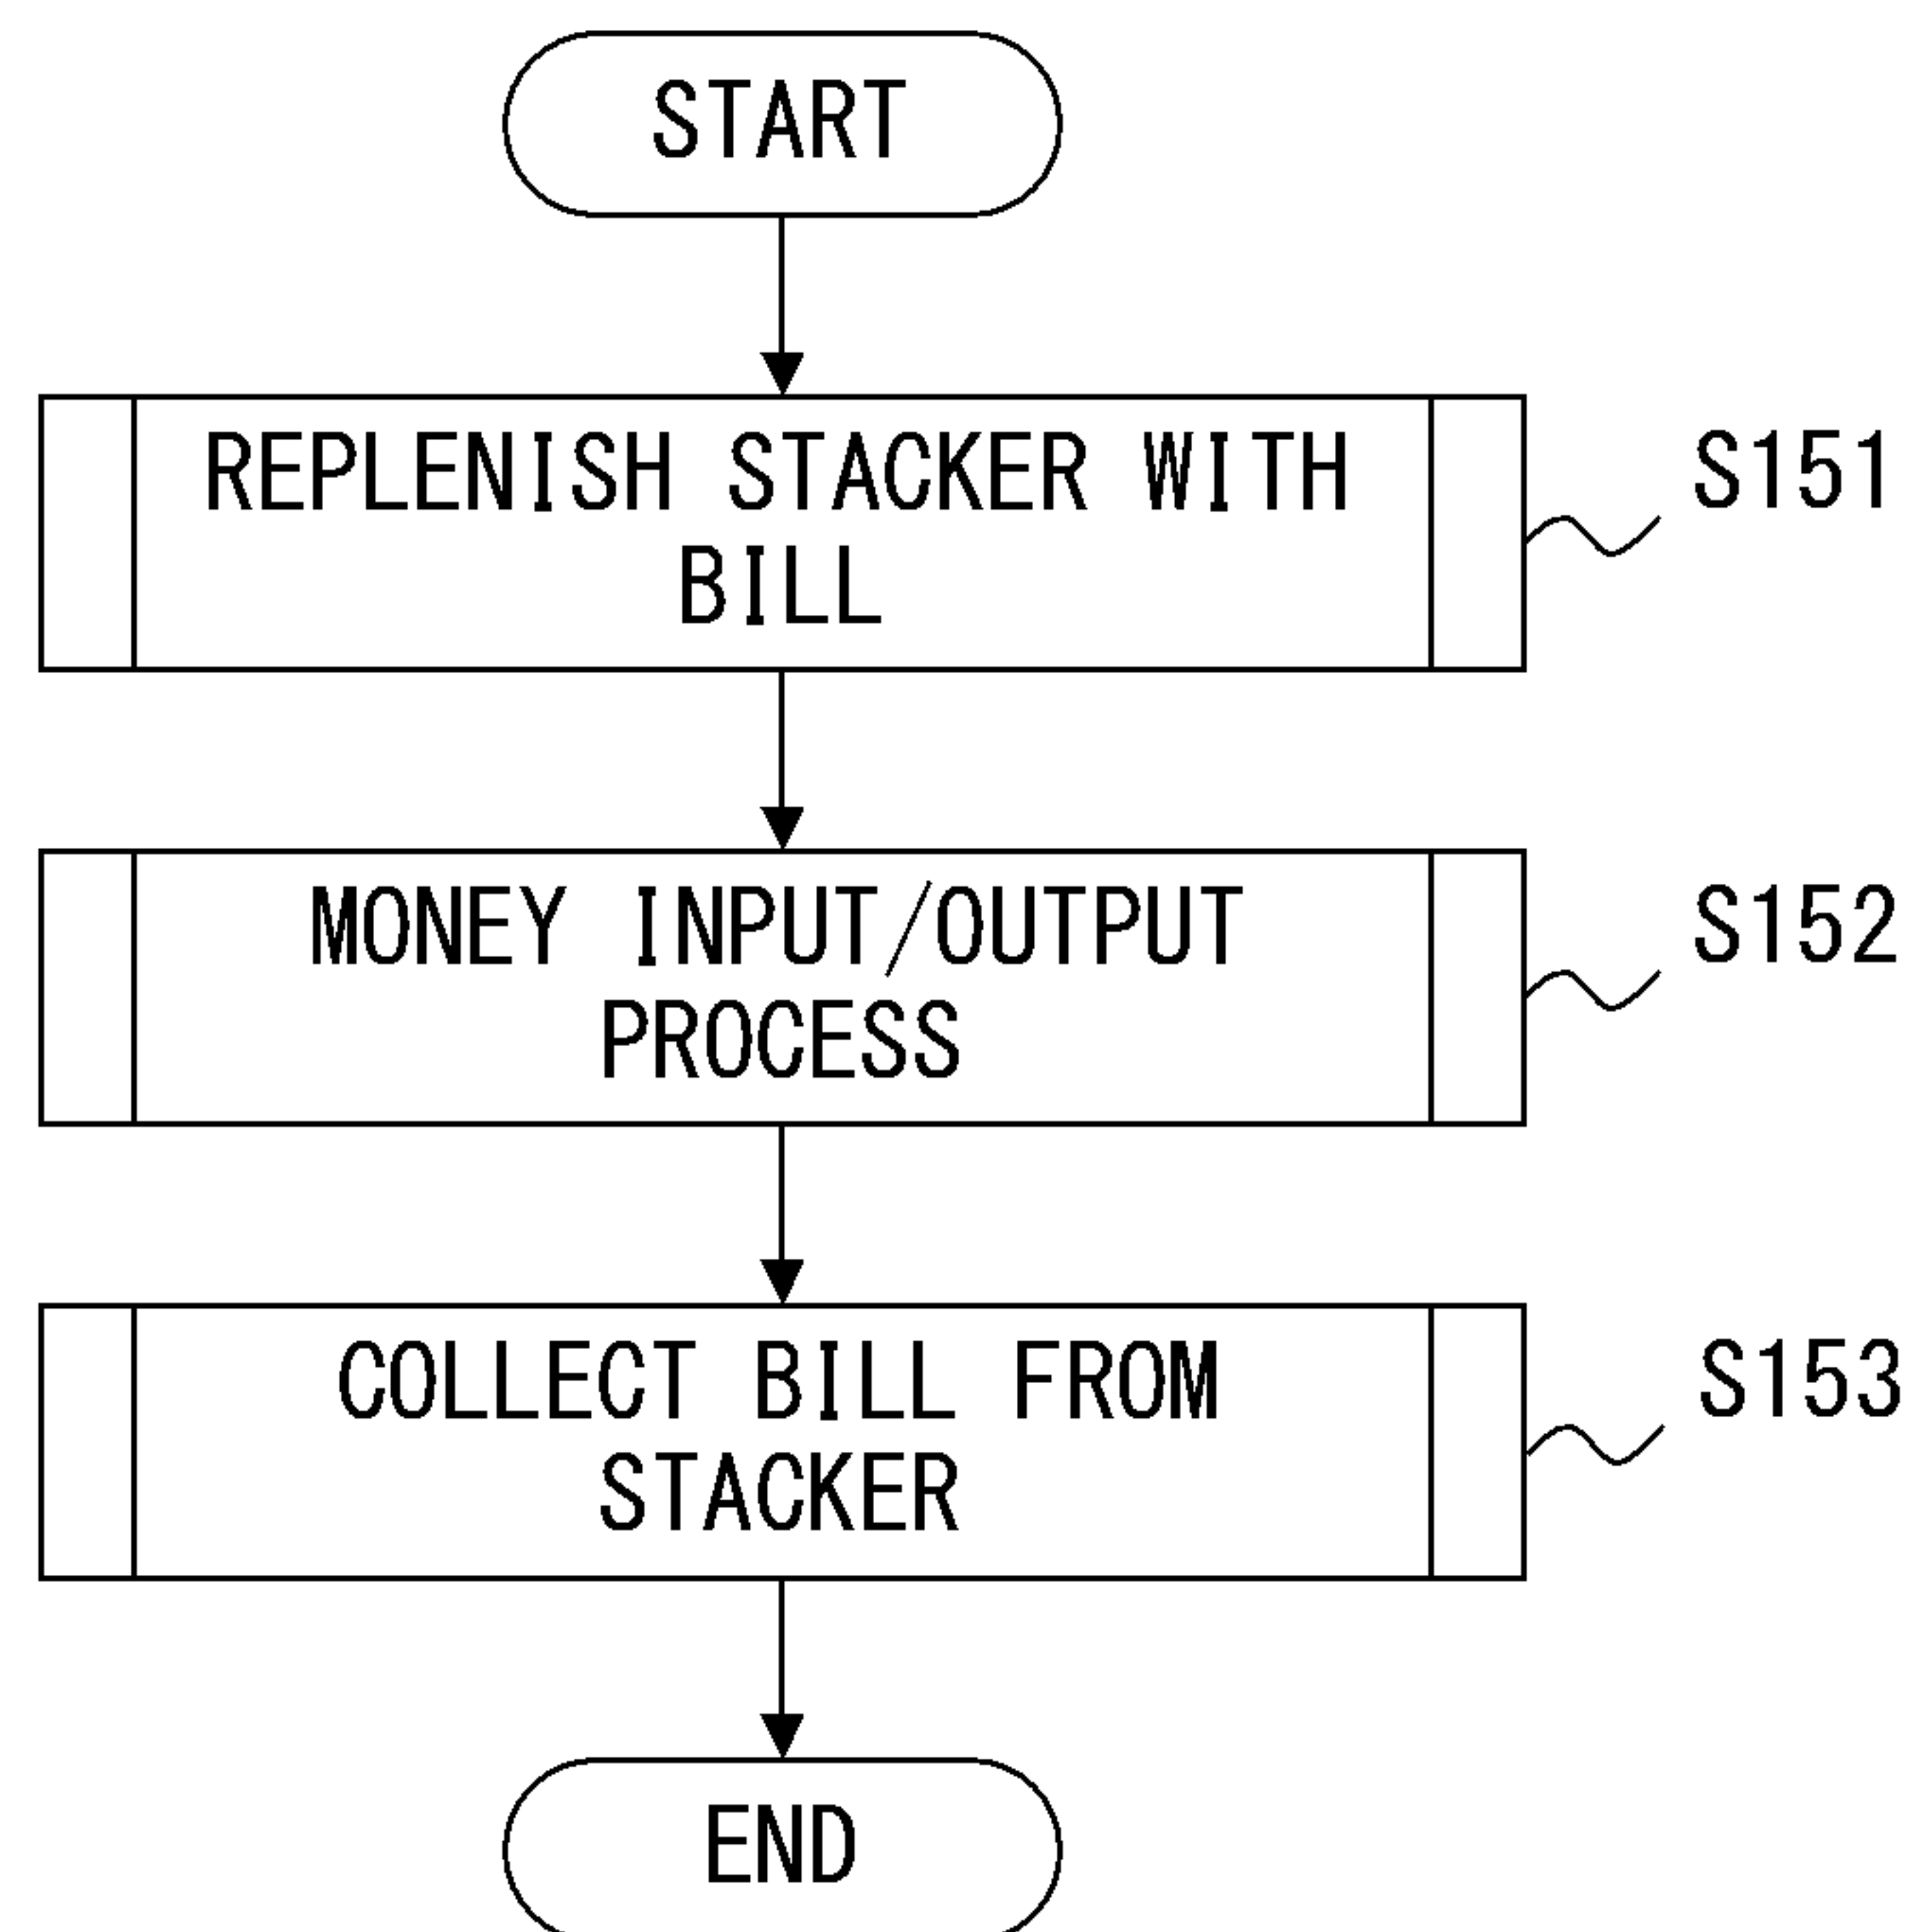 START
REPLENISH STACKER WITH
BILL
S151
MONEY INPUT/OUTPUT
PROCESS
S152
COLLECT BILL FROM
STACKER
S153
END